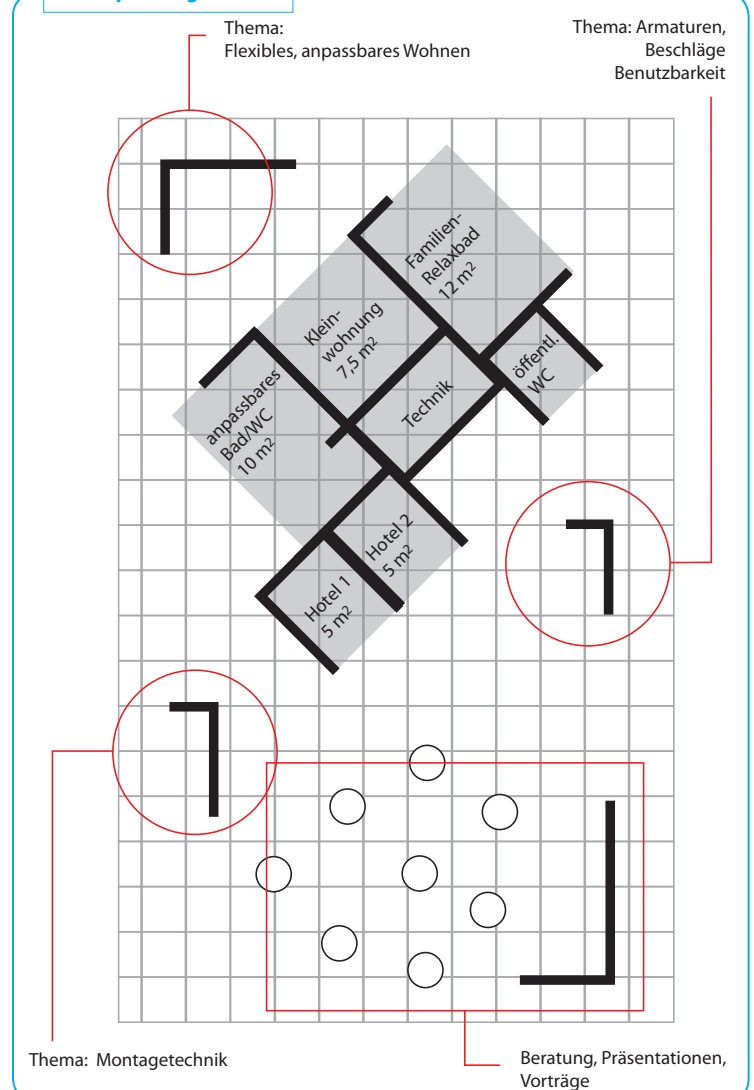 Thema:
Flexibles, anpassbares Wohnen
Thema: Armaturen,
Beschläge
Benutzbarkeit
Familien-
Relaxbad
12 m²
Klein-
wohnung
7,5 m²
öffentl.
WC
Technik
anpassbares
Bad/WC
10 m²
Hotel 2
5 m²
Hotel 1
5 m²
Thema: Montagetechnik
Beratung, Präsentationen,
Vorträge